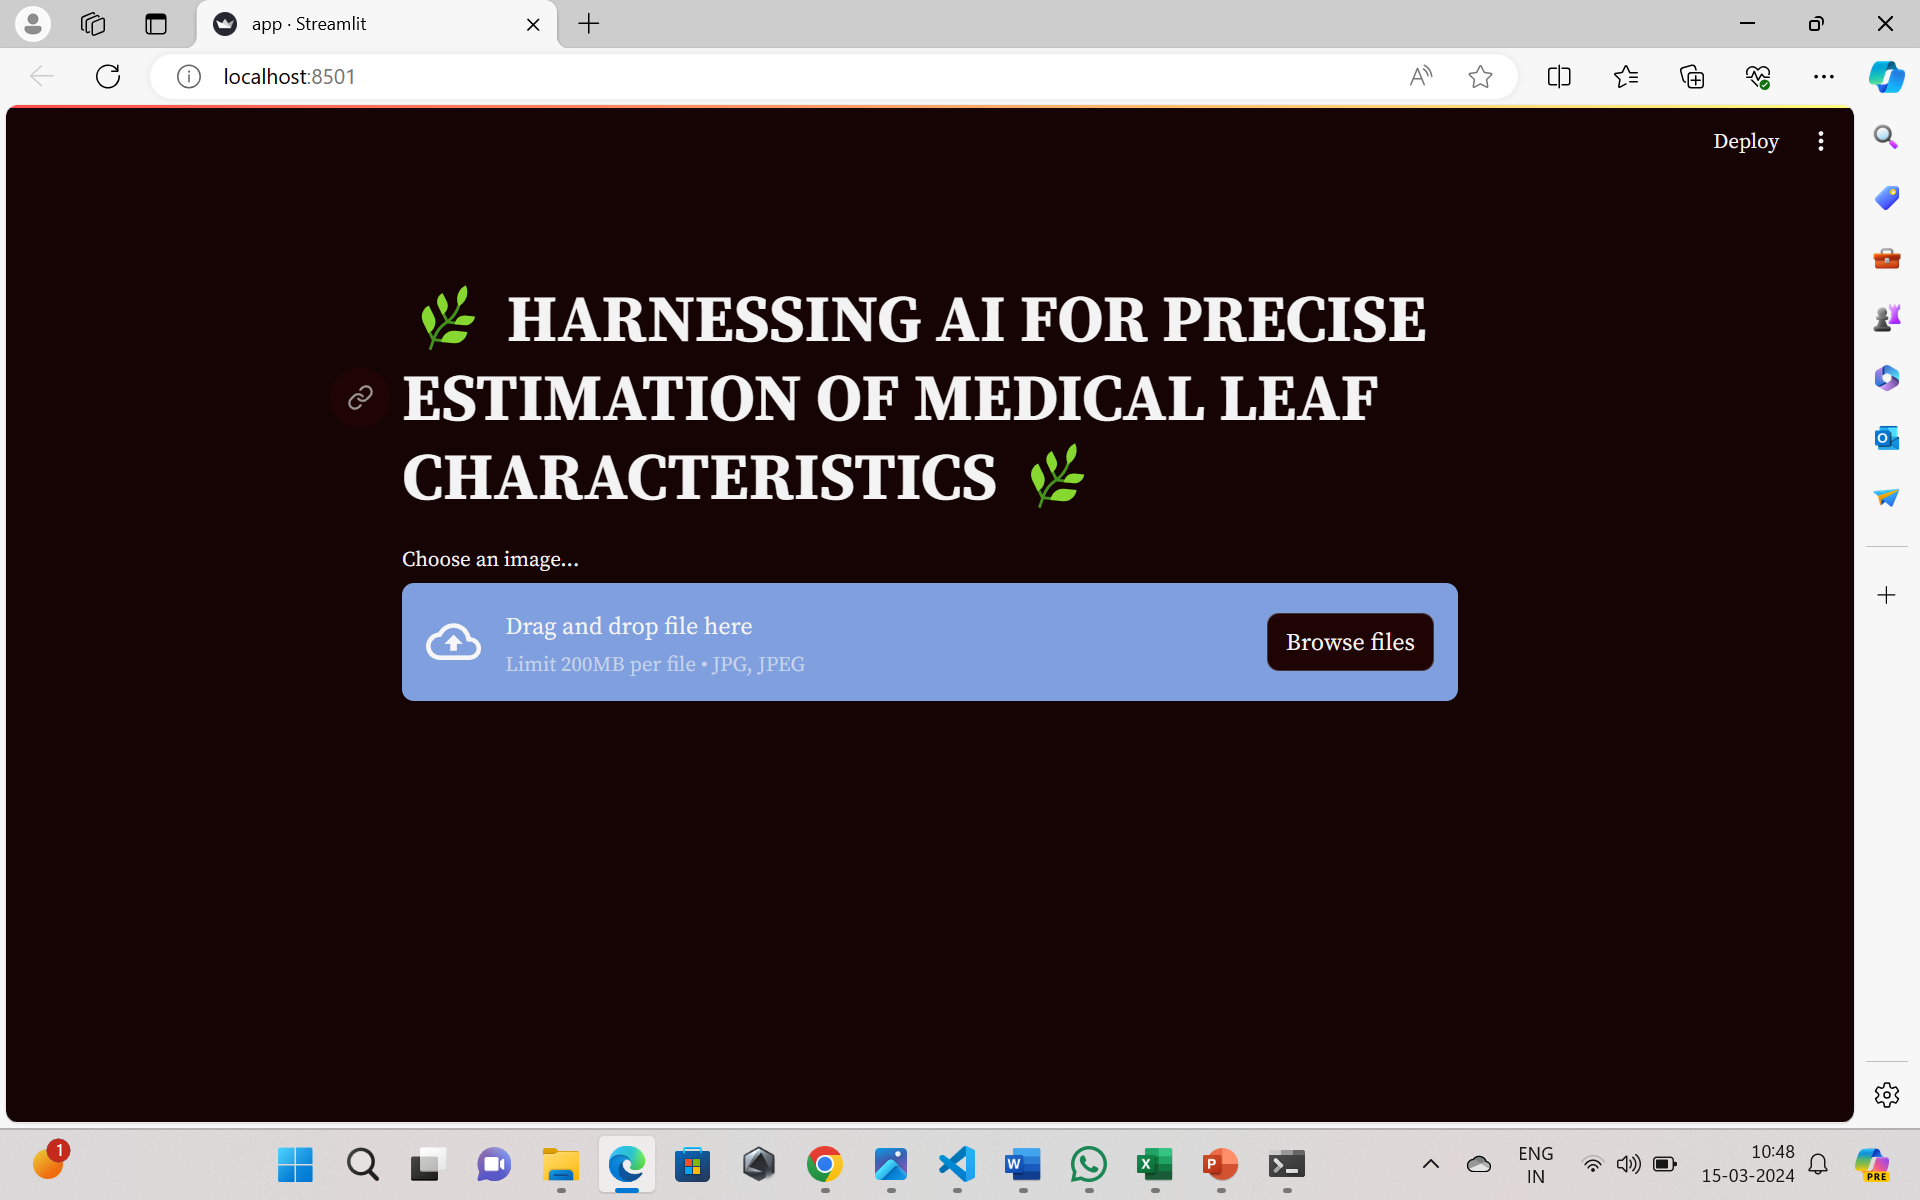 app · Streamlit
localhost:8501
Deploy
🌿 HARNESSING AI FOR PRECISE
ESTIMATION OF MEDICAL LEAF
CHARACTERISTICS 🌿
Choose an image...
Drag and drop file here
Limit 200MB per file • JPG, JPEG
Browse files
1
ENG
IN
10:48
15-03-2024
PRE